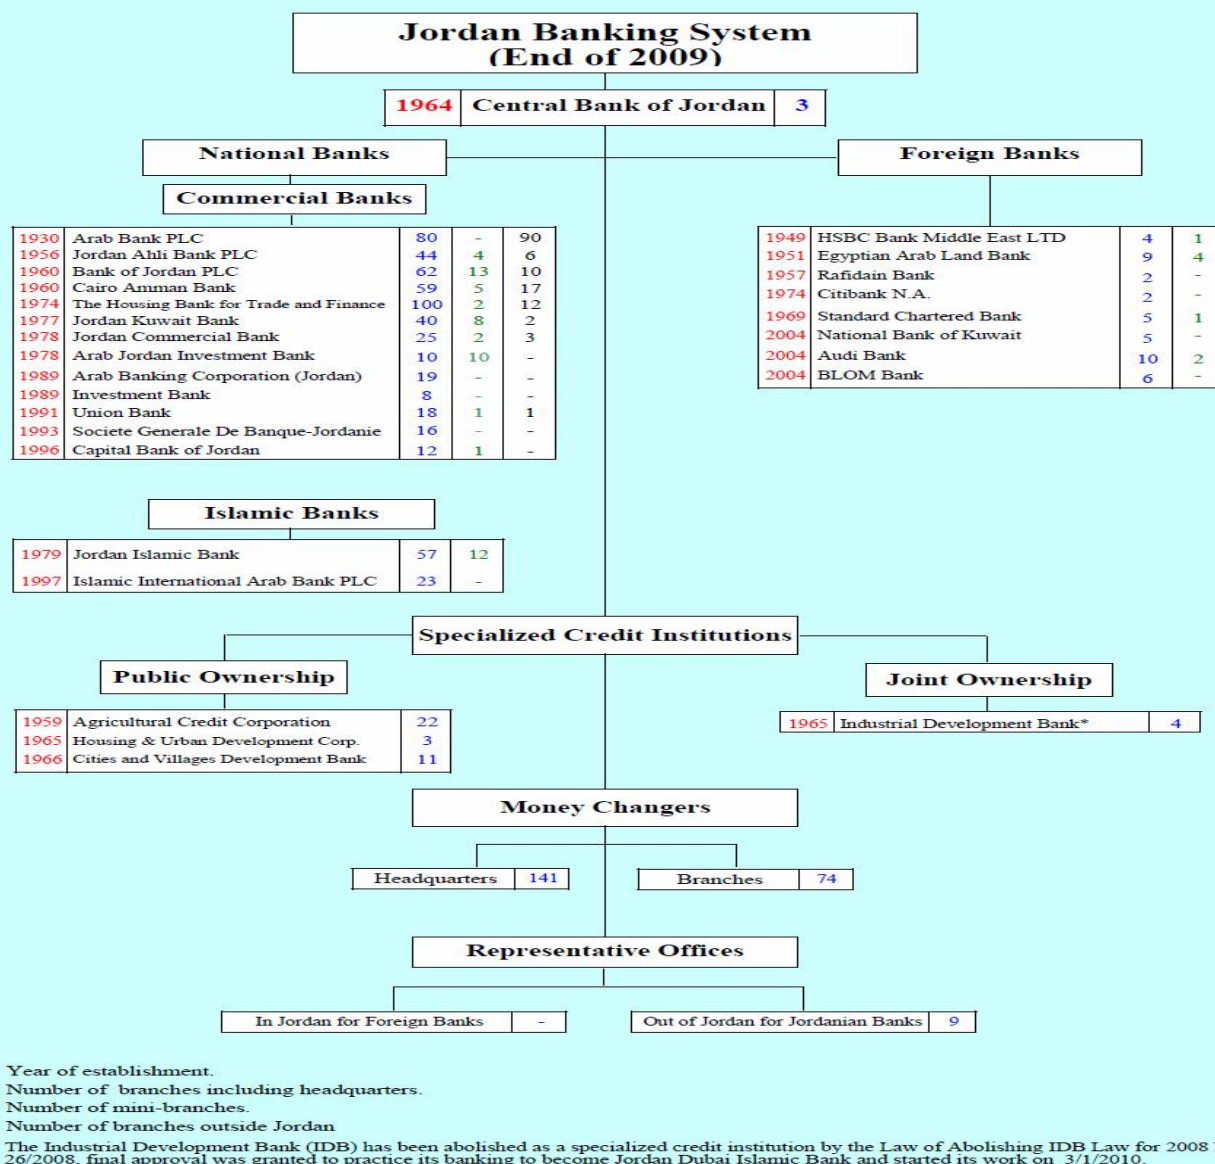 Jordan Banking System
(End of 2009)
1964 Central Bank of Jordan 3
National Banks
Foreign Banks
Commercial Banks
1930 Arab Bank PLC 80 - 90
1956 Jordan Ahli Bank PLC 44 4 6
1960 Bank of Jordan PLC 62 13 10
1960 Cairo Amman Bank 59 5 17
1974 The Housing Bank for Trade and Finance 100 2 12
1977 Jordan Kuwait Bank 40 8 2
1978 Jordan Commercial Bank 25 2 3
1978 Arab Jordan Investment Bank 10 10 -
1989 Arab Banking Corporation (Jordan) 19 - -
1989 Investment Bank 8 - -
1991 Union Bank 18 1 1
1993 Societe Generale De Banque-Jordanie 16 - -
1996 Capital Bank of Jordan 12 1 -
1949 HSBC Bank Middle East LTD 4 1
1951 Egyptian Arab Land Bank 9 4
1957 Rafidain Bank 2 -
1974 Citibank N.A. 2 -
1969 Standard Chartered Bank 5 1
2004 National Bank of Kuwait 5 -
2004 Audi Bank 10 2
2004 BLOM Bank 6 -
Islamic Banks
1979 Jordan Islamic Bank 57 12
1997 Islamic International Arab Bank PLC 23 -
Specialized Credit Institutions
Public Ownership
Joint Ownership
1959 Agricultural Credit Corporation 22
1965 Housing & Urban Development Corp. 3
1966 Cities and Villages Development Bank 11
1965 Industrial Development Bank* 4
Money Changers
Headquarters 141
Branches 74
Representative Offices
In Jordan for Foreign Banks -
Out of Jordan for Jordanian Banks 9
Year of establishment.
Number of branches including headquarters.
Number of mini-branches.
Number of branches outside Jordan
The Industrial Development Bank (IDB) has been abolished as a specialized credit institution by the Law of Abolishing IDB Law for 2008
26/2008, final approval was granted to practice its banking to become Jordan Dubai Islamic Bank and started its work on 3/1/2010.